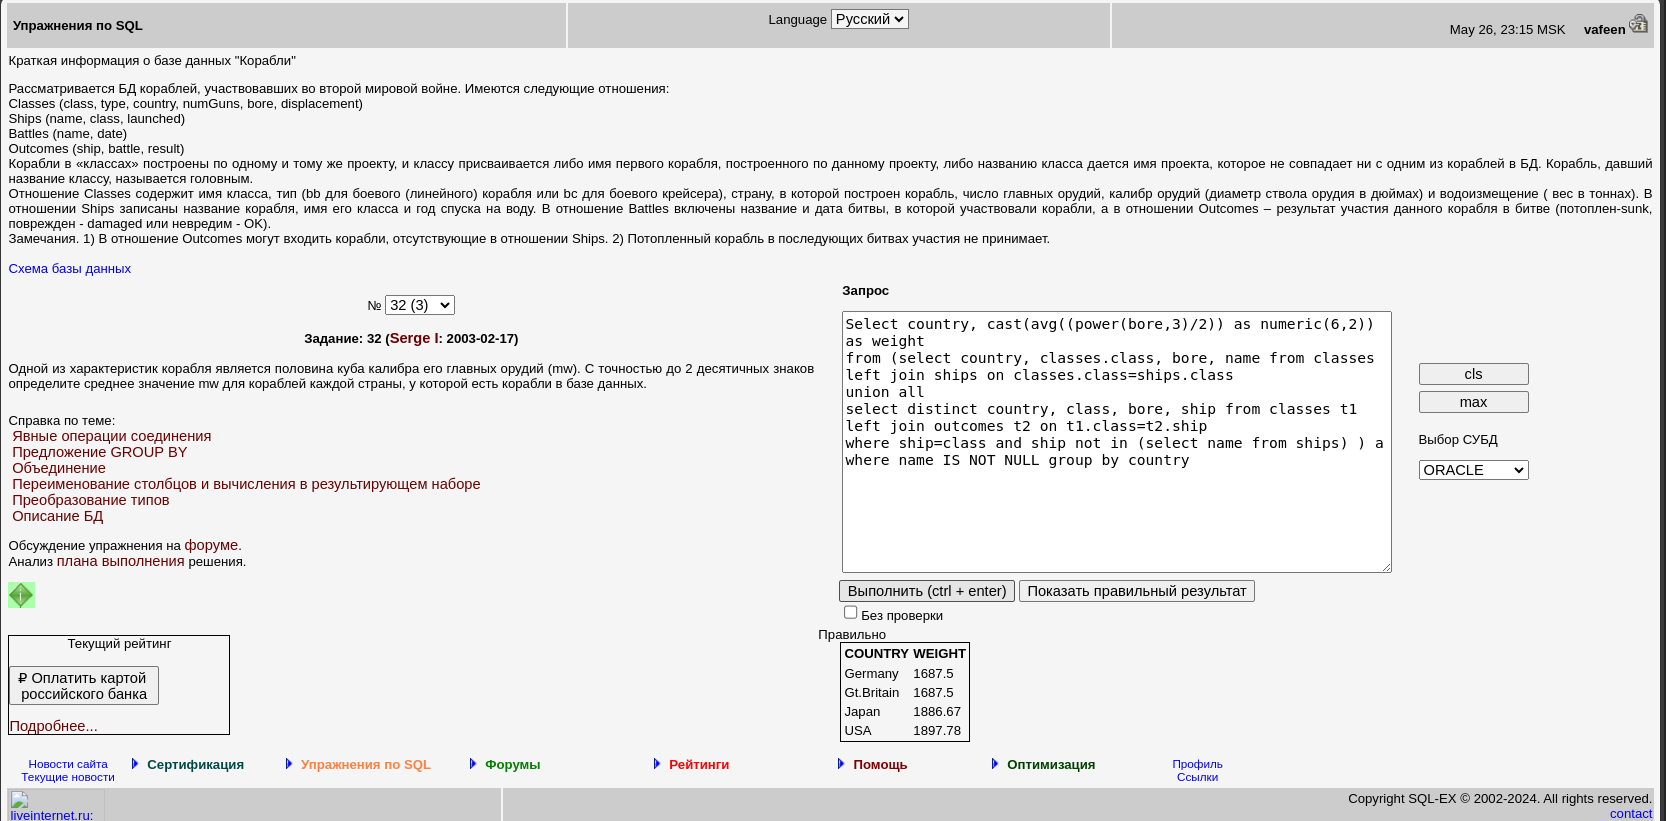 Упражнения по SQL
Language Русский
May 26, 23:15 MSK vafeen
Краткая информация о базе данных "Корабли"
Рассматривается БД кораблей, участвовавших во второй мировой войне. Имеются следующие отношения:
Classes (class, type, country, numGuns, bore, displacement)
Ships (name, class, launched)
Battles (name, date)
Outcomes (ship, battle, result)
Корабли в «классах» построены по одному и тому же проекту, и классу присваивается либо имя первого корабля, построенного по данному проекту, либо названию класса дается имя проекта, которое не совпадает ни с одним из кораблей в БД. Корабль, давший
название классу, называется головным.
Отношение Classes содержит имя класса, тип (bb для боевого (линейного) корабля или bc для боевого крейсера), страну, в которой построен корабль, число главных орудий, калибр орудий (диаметр ствола орудия в дюймах) и водоизмещение ( вес в тоннах). В
отношении Ships записаны название корабля, имя его класса и год спуска на воду. В отношение Battles включены название и дата битвы, в которой участвовали корабли, а в отношении Outcomes – результат участия данного корабля в битве (потоплен-sunk,
поврежден - damaged или невредим - OK).
Замечания. 1) В отношение Outcomes могут входить корабли, отсутствующие в отношении Ships. 2) Потопленный корабль в последующих битвах участия не принимает.
Схема базы данных
№ 32 (3)
Задание: 32 (Serge I: 2003-02-17)
Одной из характеристик корабля является половина куба калибра его главных орудий (mw). С точностью до 2 десятичных знаков
определите среднее значение mw для кораблей каждой страны, у которой есть корабли в базе данных.
Справка по теме:
Явные операции соединения
Предложение GROUP BY
Объединение
Переименование столбцов и вычисления в результирующем наборе
Преобразование типов
Описание БД
Обсуждение упражнения на форуме.
Анализ плана выполнения решения.
Текущий рейтинг
₽ Оплатить картой
российского банка
Подробнее...
Запрос
Select country, cast(avg((power(bore,3)/2)) as numeric(6,2))
as weight
from (select country, classes.class, bore, name from classes
left join ships on classes.class=ships.class
union all
select distinct country, class, bore, ship from classes t1
left join outcomes t2 on t1.class=t2.ship
where ship=class and ship not in (select name from ships) ) a
where name IS NOT NULL group by country
cls
max
Выбор СУБД
ORACLE
Выполнить (ctrl + enter) Показать правильный результат
Без проверки
Правильно
COUNTRY WEIGHT
Germany 1687.5
Gt.Britain 1687.5
Japan 1886.67
USA 1897.78
Новости сайта
Текущие новости
Сертификация
Упражнения по SQL
Форумы
Рейтинги
Помощь
Оптимизация
Профиль
Ссылки
liveinternet.ru:
Copyright SQL-EX © 2002-2024. All rights reserved.
contact